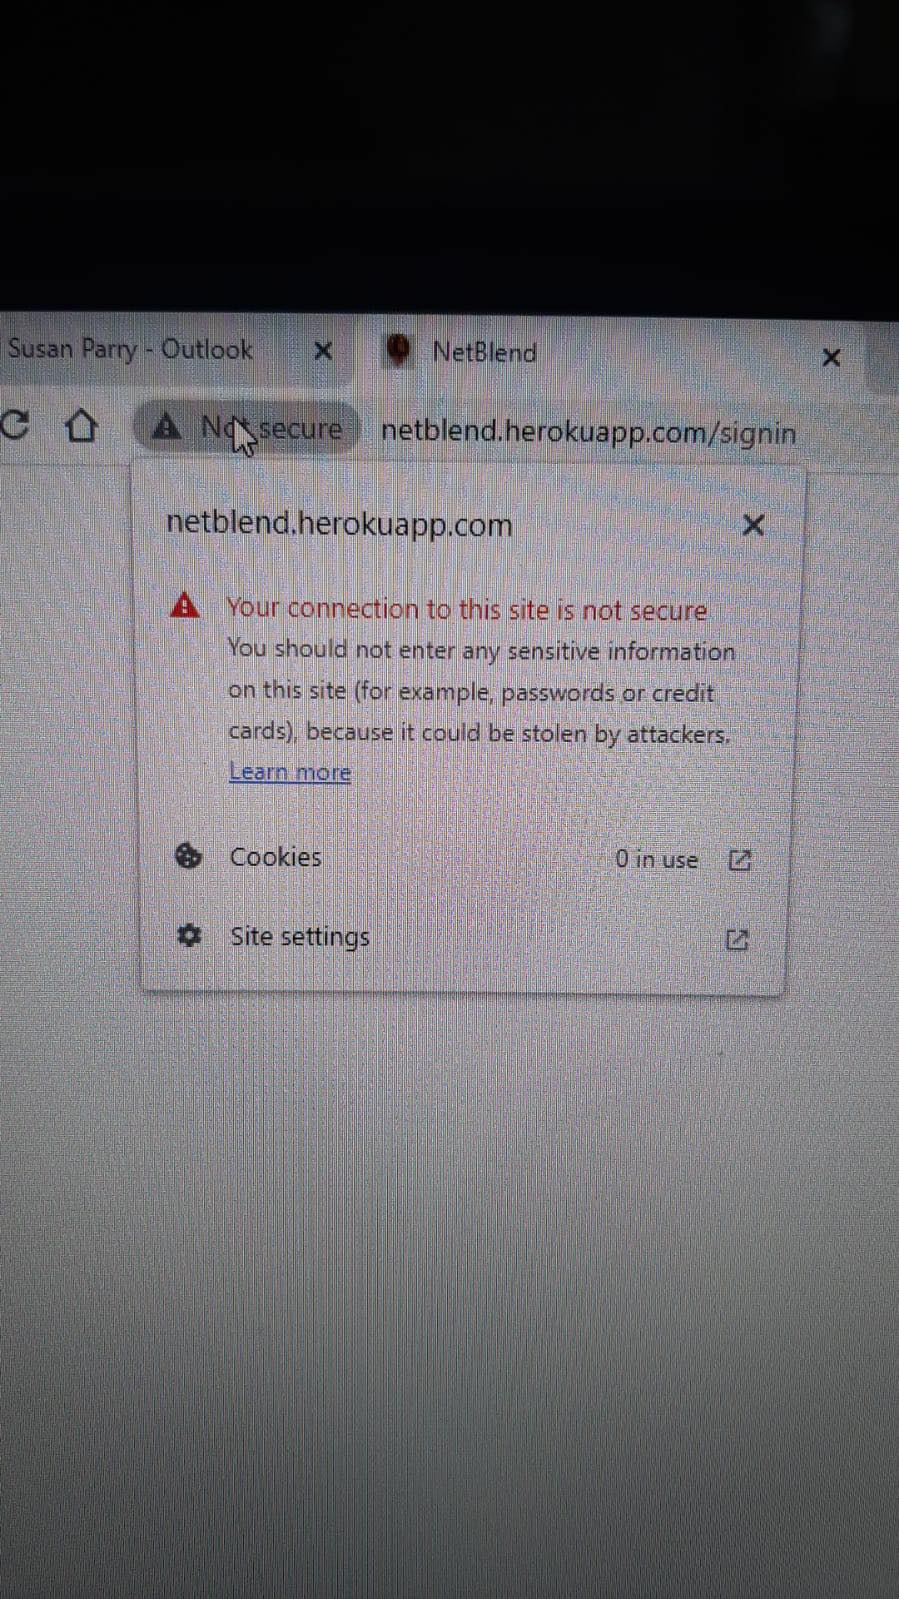 Susan Parry - Outlook
NetBlend
Not secure
netblend.herokuapp.com/signin
netblend.herokuapp.com
Your connection to this site is not secure
You should not enter any sensitive information
on this site (for example, passwords or credit
cards), because it could be stolen by attackers.
Learn more
Cookies
0 in use
Site settings